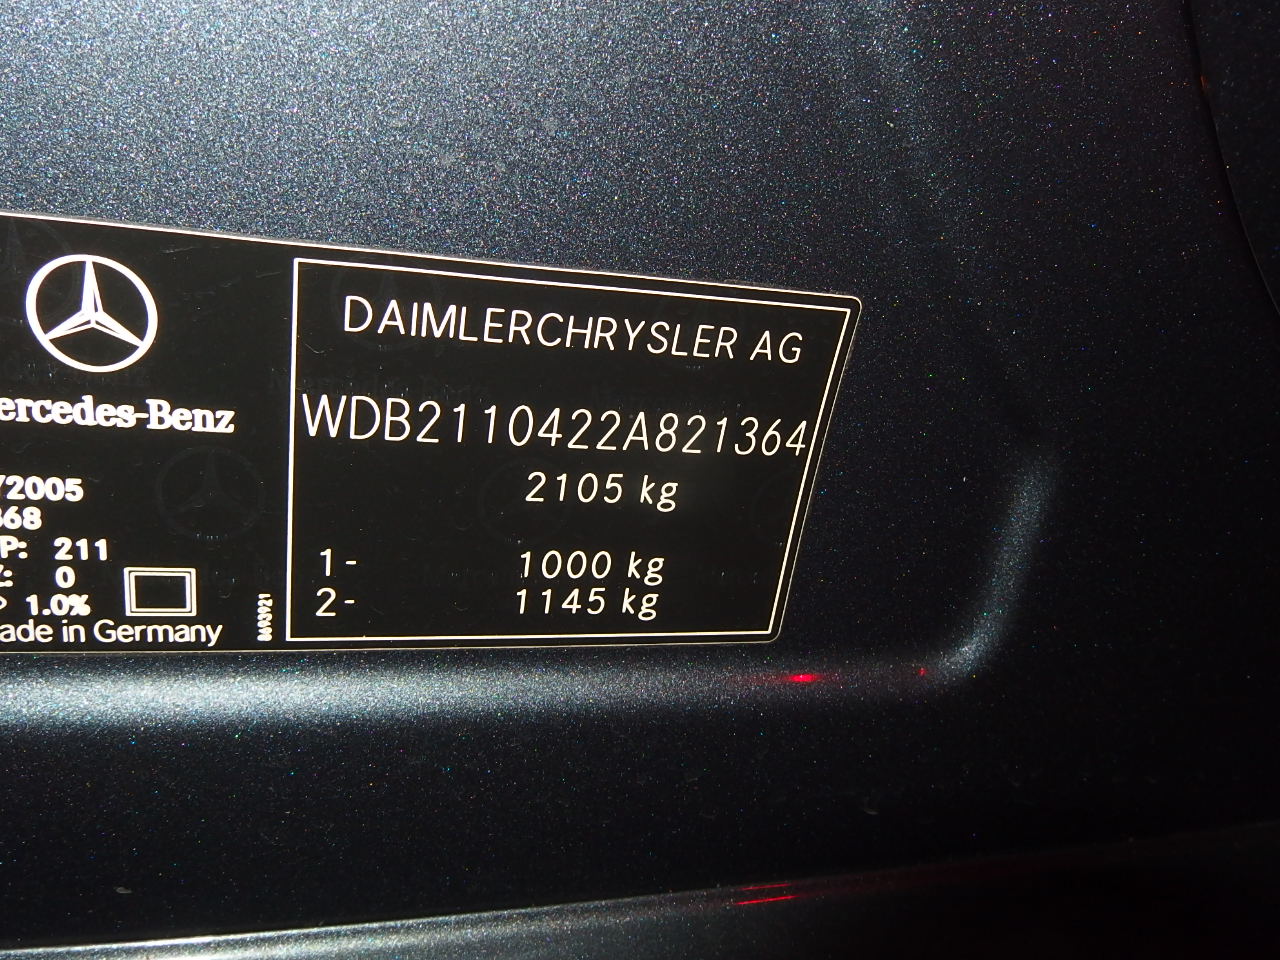 DAIMLERCHRYSLER AG
WDB2110422A821364
2105 kg
1- 1000 kg
2- 1145 kg
ercedes-Benz
/2005
368
P: 211
: 0
1.0%
ade in Germany
8693921